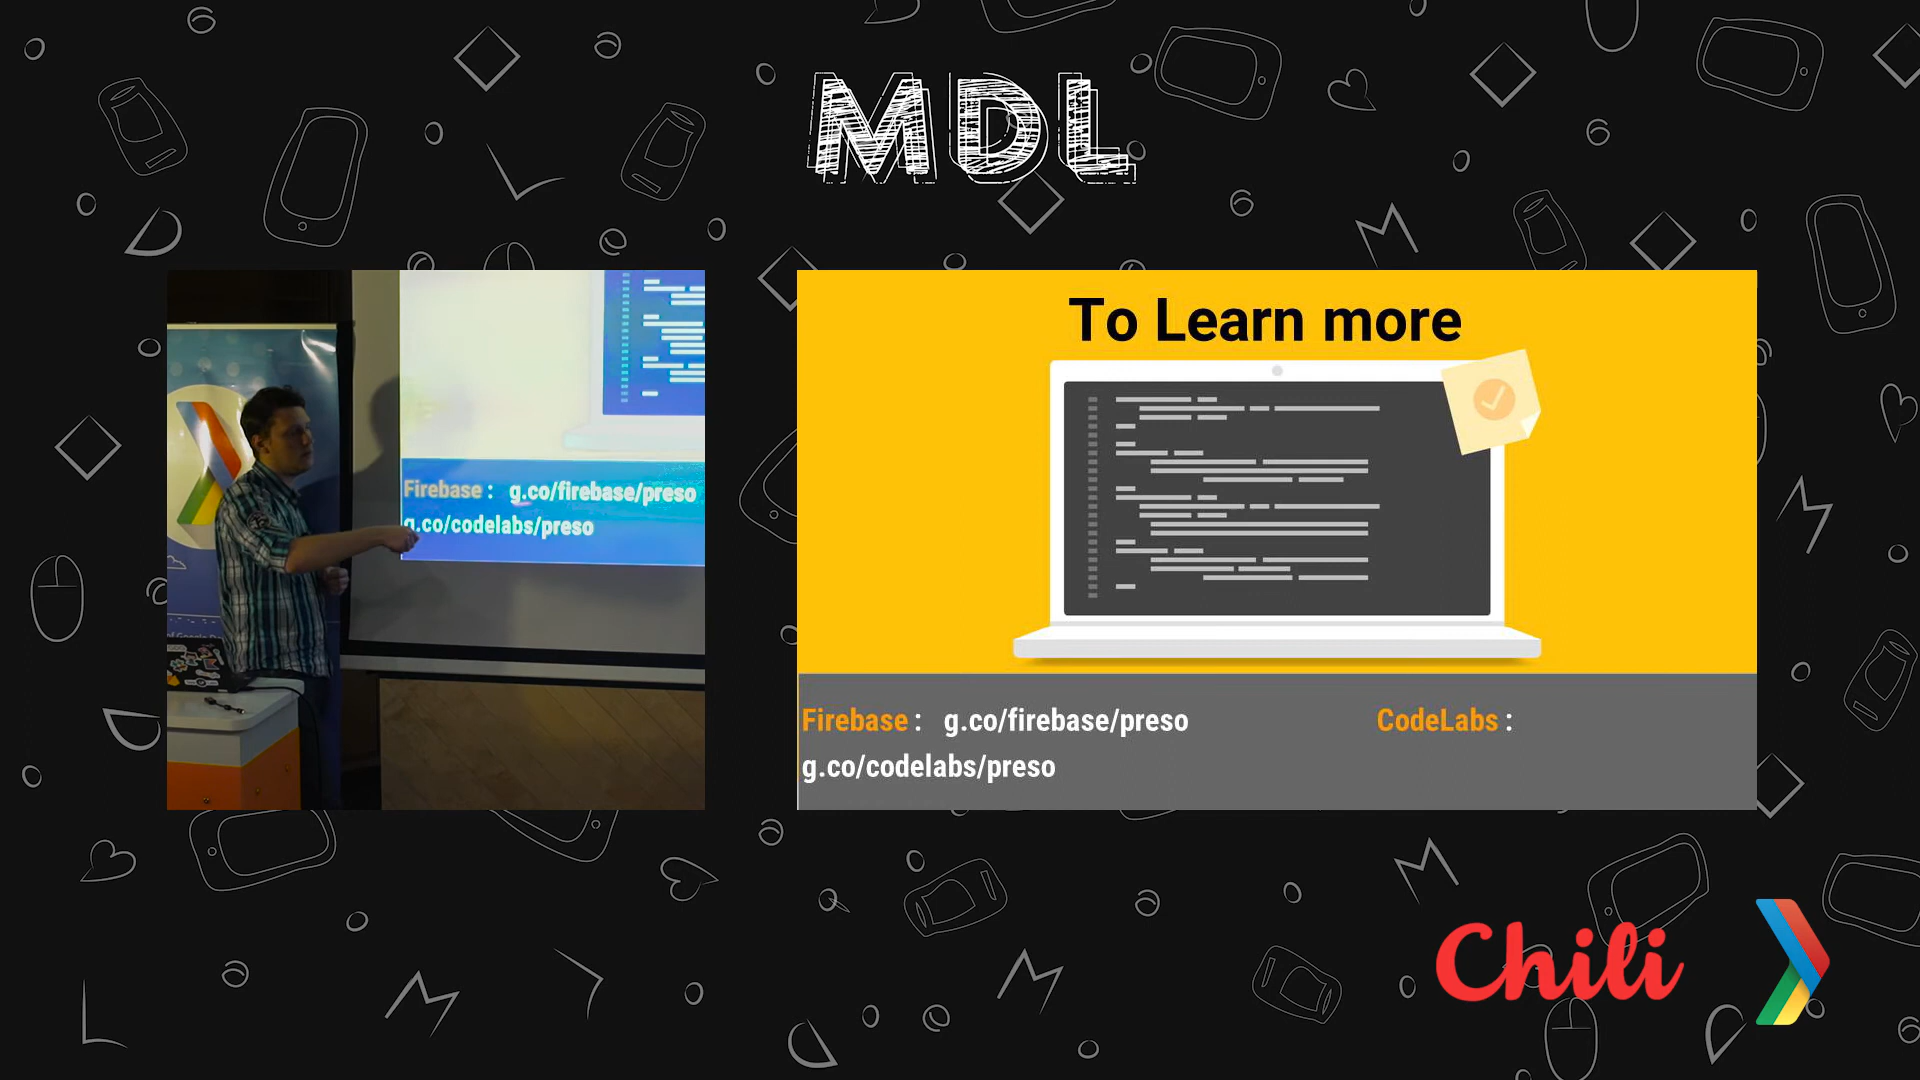 MDL
Firebase : g.co/firebase/preso
g.co/codelabs/preso
To Learn more
Firebase : g.co/firebase/preso CodeLabs :
g.co/codelabs/preso
Chili